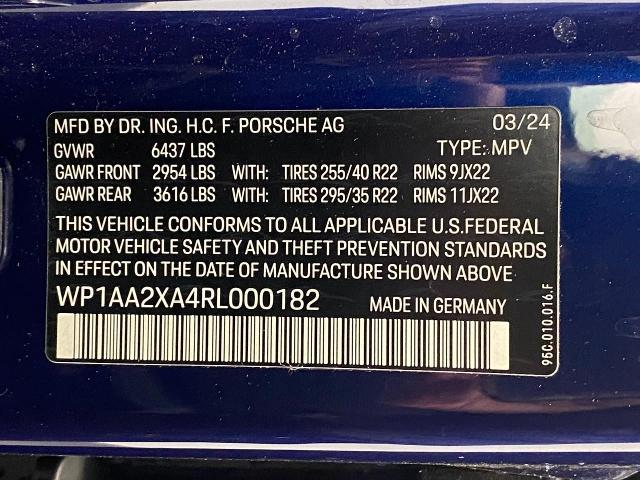 MFD BY DR. ING. H.C. F. PORSCHE AG 03/24
GVWR 6437 LBS TYPE: MPV
GAWR FRONT 2954 LBS WITH: TIRES 255/40 R22 RIMS 9JX22
GAWR REAR 3616 LBS WITH: TIRES 295/35 R22 RIMS 11JX22
THIS VEHICLE CONFORMS TO ALL APPLICABLE U.S.FEDERAL
MOTOR VEHICLE SAFETY AND THEFT PREVENTION STANDARDS
IN EFFECT ON THE DATE OF MANUFACTURE SHOWN ABOVE
WP1AA2XA4RL000182 MADE IN GERMANY
95C.010.016.F